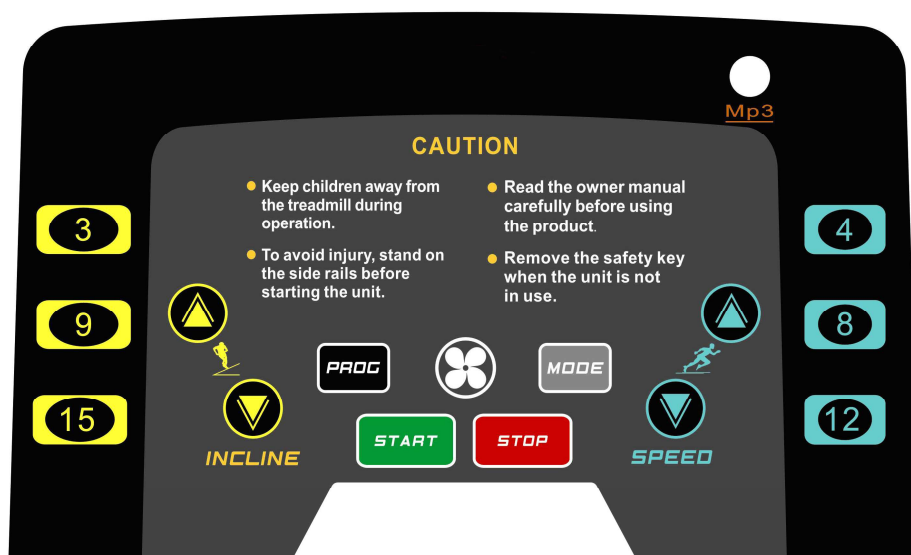 Mp3
CAUTION
Keep children away from
the treadmill during
operation.
To avoid injury, stand on
the side rails before
starting the unit.
Read the owner manual
carefully before using
the product.
Remove the safety key
when the unit is not
in use.
3
9
15
4
8
12
PROG
MODE
START
STOP
INCLINE
SPEED